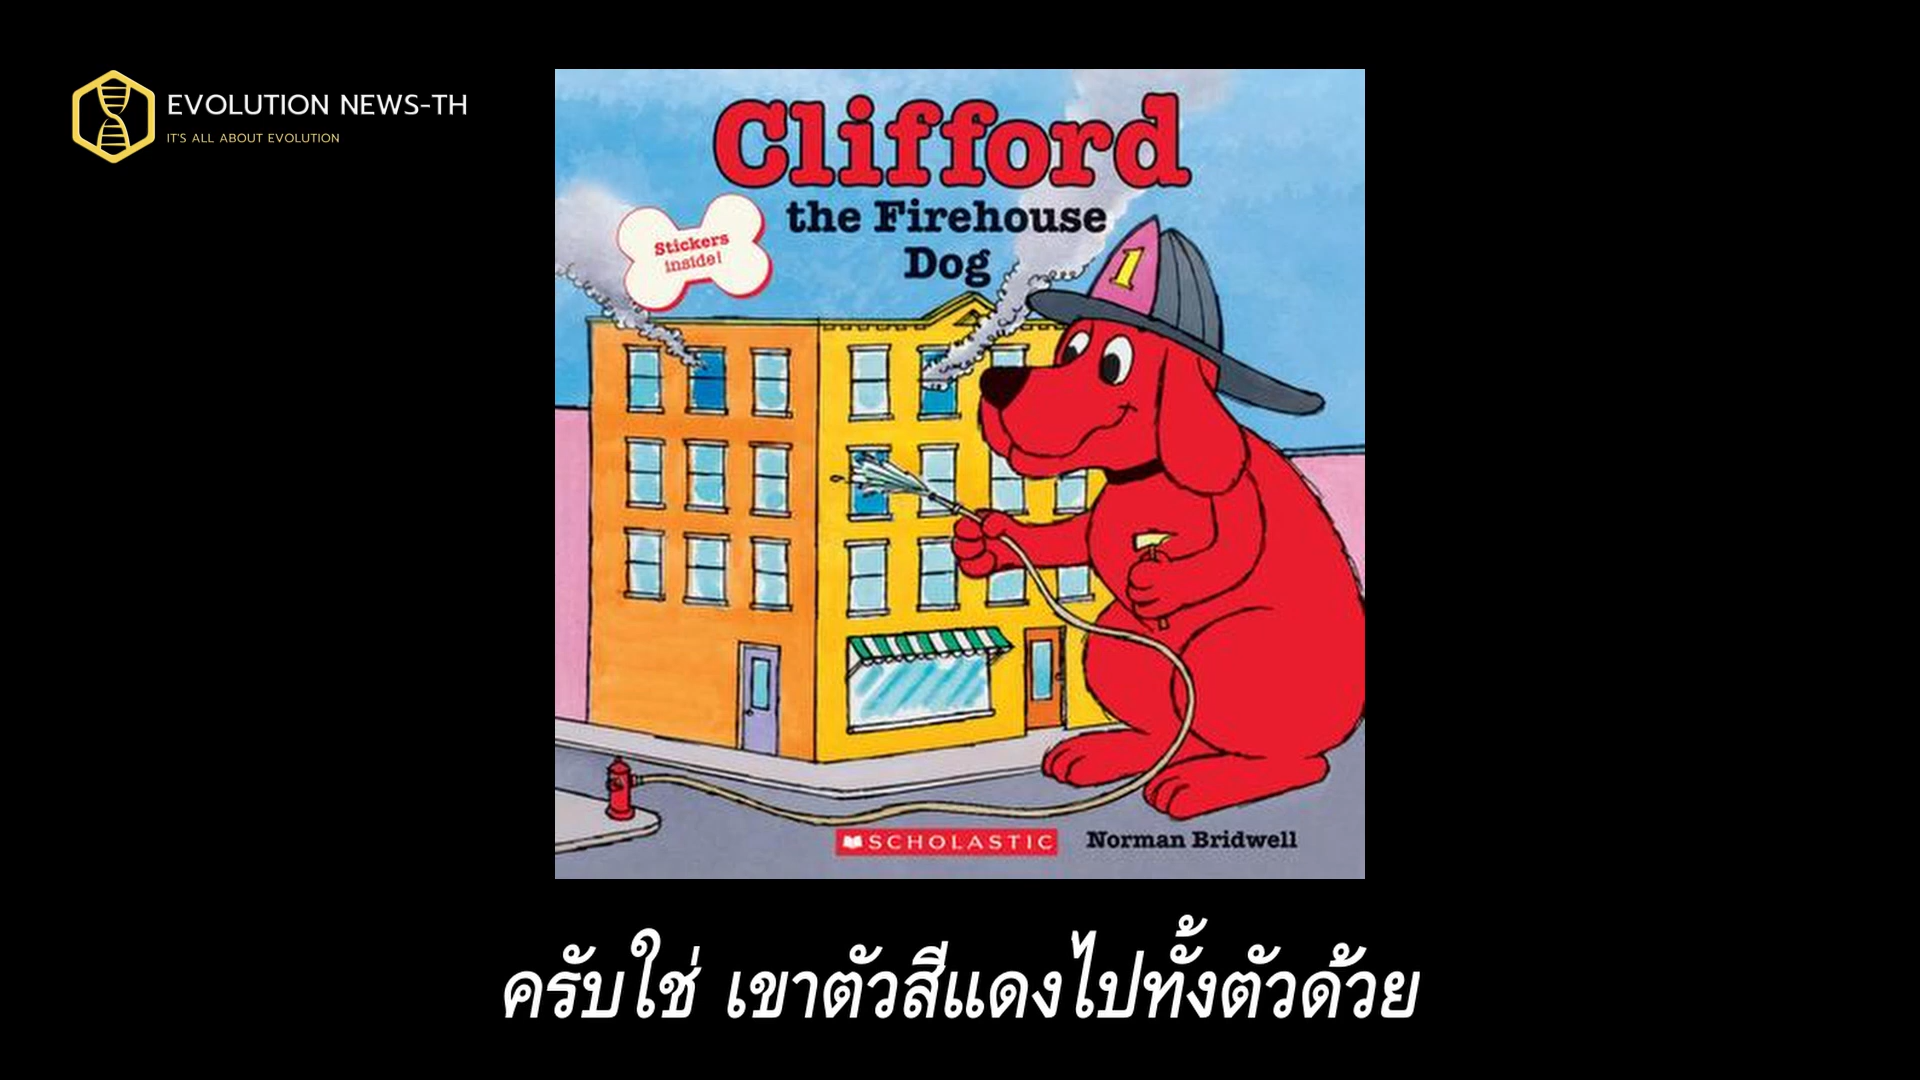 EVOLUTION NEWS-TH
IT'S ALL ABOUT EVOLUTION
Clifford
the Firehouse
Dog
Stickers
inside!
1
SCHOLASTIC
Norman Bridwell
ครับใช่ เขาตัวสีแดงไปทั้งตัวด้วย